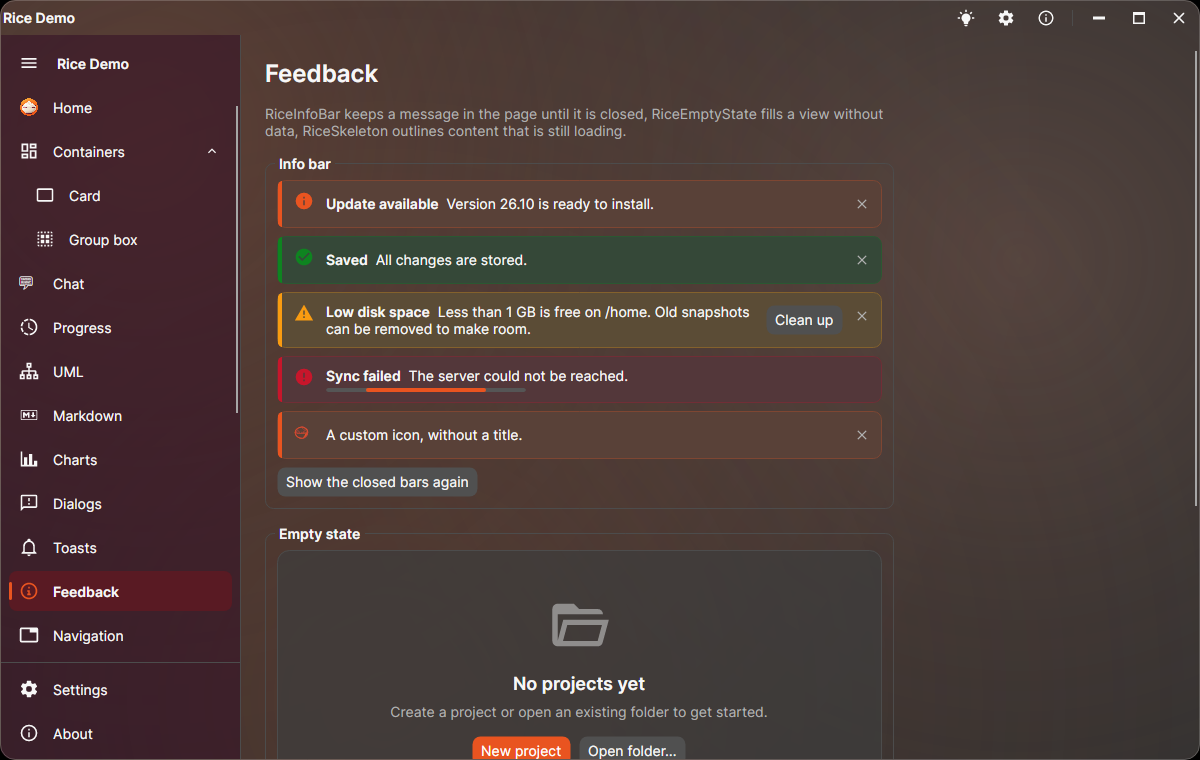 Rice Demo
Rice Demo
Home
Containers
Card
Group box
Chat
Progress
UML
Markdown
Charts
Dialogs
Toasts
Feedback
Navigation
Settings
About
Feedback
RiceInfoBar keeps a message in the page until it is closed, RiceEmptyState fills a view without
data, RiceSkeleton outlines content that is still loading.
Info bar
Update available Version 26.10 is ready to install.
Saved All changes are stored.
Low disk space Less than 1 GB is free on /home. Old snapshots
can be removed to make room.
Clean up
Sync failed The server could not be reached.
A custom icon, without a title.
Show the closed bars again
Empty state
No projects yet
Create a project or open an existing folder to get started.
New project
Open folder...